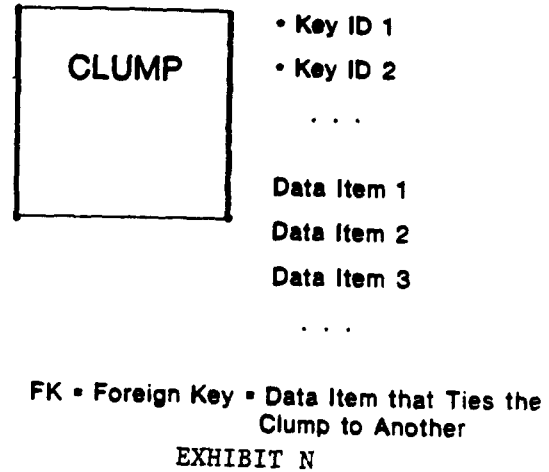 CLUMP
• Key ID 1
• Key ID 2
. . .
Data Item 1
Data Item 2
Data Item 3
. . .
FK = Foreign Key = Data Item that Ties the
Clump to Another
EXHIBIT N